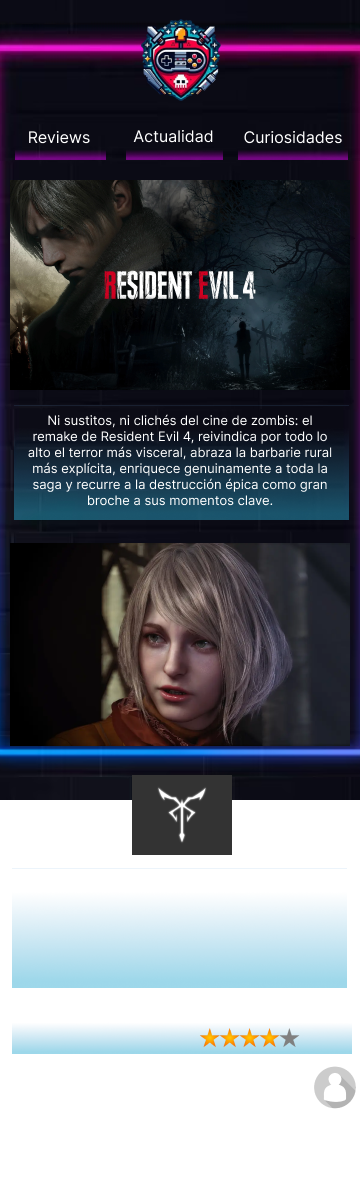 Reviews
Actualidad
Curiosidades
RESIDENT EVIL 4
Ni sustitos, ni clichés del cine de zombis: el
remake de Resident Evil 4, reivindica por todo lo
alto el terror más visceral, abraza la barbarie rural
más explícita, enriquece genuinamente a toda la
saga y recurre a la destrucción épica como gran
broche a sus momentos clave.